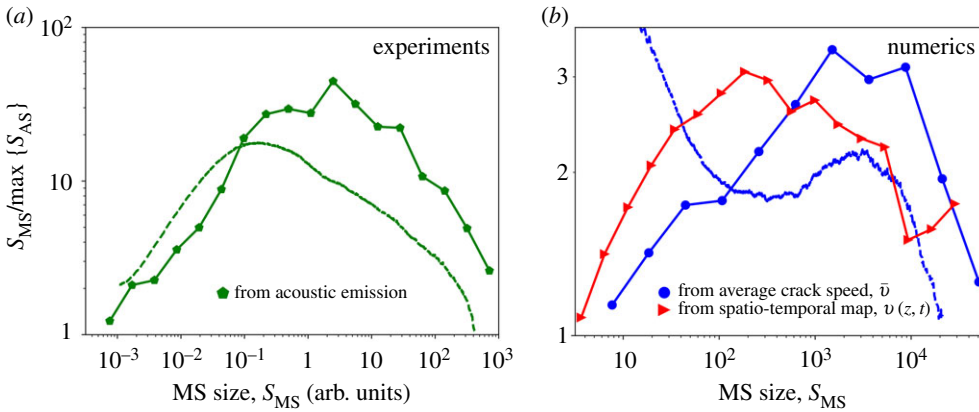 (a)
10²
experiments
S_MS/max {S_AS}
10
1
from acoustic emission
10⁻³ 10⁻² 10⁻¹ 1 10 10² 10³
MS size, S_MS (arb. units)
(b)
numerics
3
2
1
from average crack speed, v̄
from spatio-temporal map, v (z, t)
10 10² 10³ 10⁴
MS size, S_MS